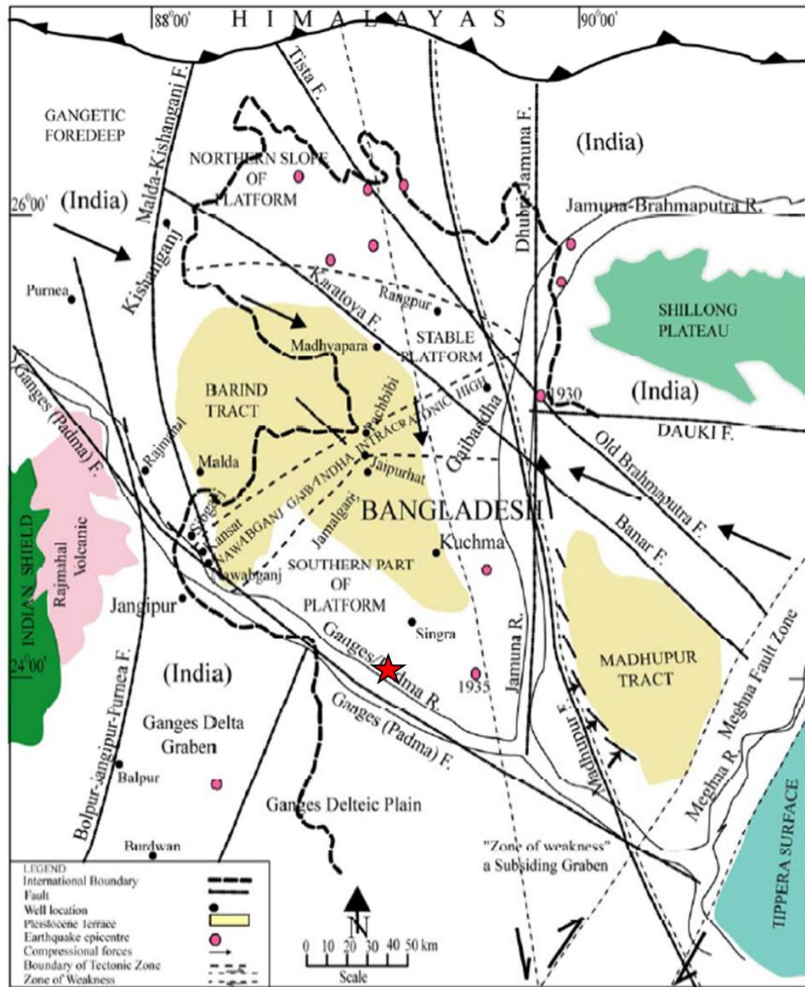 88°00'
HIMALAYAS
90°00'
GANGETIC
FOREDEEP
Malda-Kishanganj F.
Tista F.
NORTHERN SLOPE
OF
PLATFORM
Dhubri-Jamuna F.
(India)
(India)
26°00'
Jamuna-Brahmaputra R.
Kishanganj
Purnea
Karatoya F.
Rangpur
STABLE
PLATFORM
SHILLONG
PLATEAU
Madhyapara
BARIND
TRACT
Pachbibi
Gaibandha
1930
(India)
DAUKI F.
Ganges (Padma) F.
Rajmahal
Malda
Jaipurhat
NAWABGANJ GAIBANDHA INTRACRATONIC HIGH
Jamalganj
Old Brahmaputra F.
BANGLADESH
Banar F.
Kuchma
INDIAN SHIELD
Rajmahal
Volcanic
Nawabganj
SOUTHERN PART
OF
PLATFORM
Jangipur
Singra
24°00'
Ganges Padma R.
1935
Jamuna R.
MADHUPUR
TRACT
Meghna Fault Zone
(India)
Ganges (Padma) F.
Madhupur F.
Meghna R.
Ganges Delta
Graben
Bolpur-Jangipur-Purnea F.
Balpur
Ganges Delteic Plain
Burdwan
"Zone of weakness"
a Subsiding Graben
TIPPERA SURFACE
LEGEND
International Boundary
Fault
Well location
Pleistocene Terrace
Earthquake epicentre
Compressional forces
Boundary of Tectonic Zone
Zone of Weakness
N
0 10 20 30 40 50 km
Scale